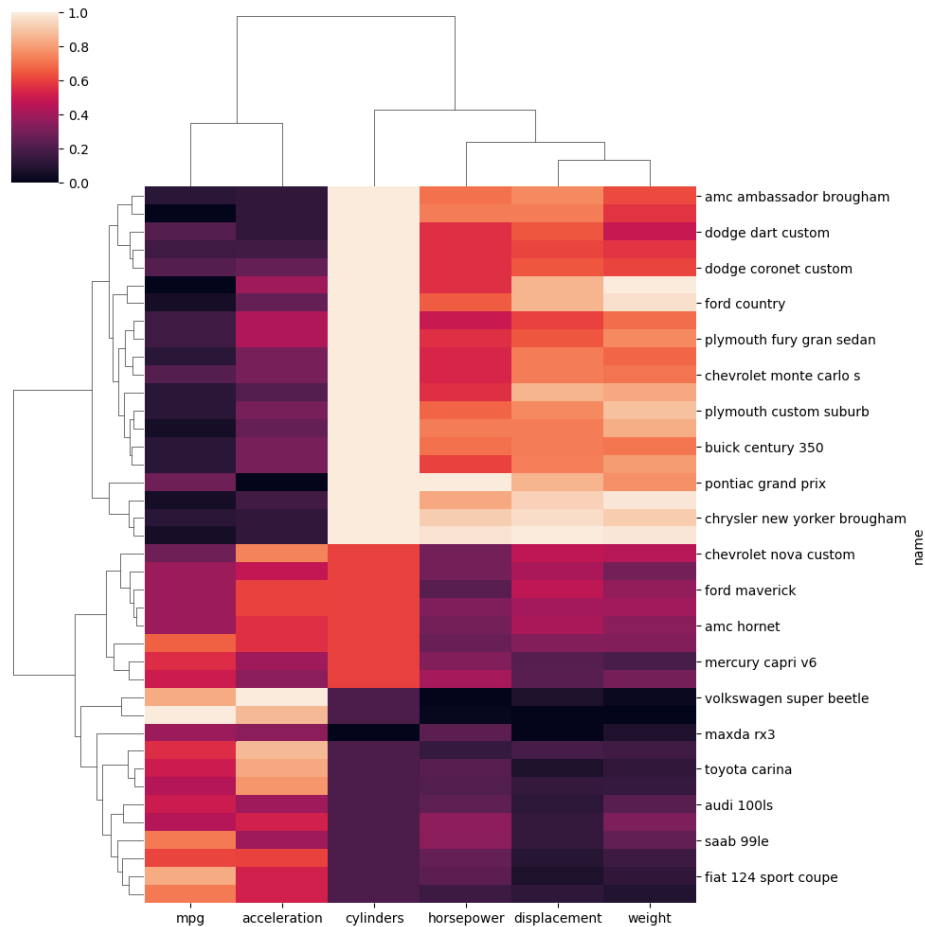 1.0
0.8
0.6
0.4
0.2
0.0
amc ambassador brougham
dodge dart custom
dodge coronet custom
ford country
plymouth fury gran sedan
chevrolet monte carlo s
plymouth custom suburb
buick century 350
pontiac grand prix
chrysler new yorker brougham
chevrolet nova custom
ford maverick
amc hornet
mercury capri v6
volkswagen super beetle
maxda rx3
toyota carina
audi 100ls
saab 99le
fiat 124 sport coupe
name
mpg acceleration cylinders horsepower displacement weight